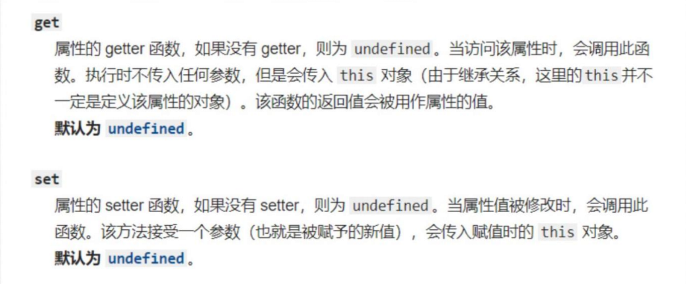 get
属性的 getter 函数，如果没有 getter，则为 undefined。当访问该属性时，会调用此函
数。执行时不传入任何参数，但是会传入 this 对象（由于继承关系，这里的this并不
一定是定义该属性的对象）。该函数的返回值会被用作属性的值。
默认为 undefined。
set
属性的 setter 函数，如果没有 setter，则为 undefined。当属性值被修改时，会调用此
函数。该方法接受一个参数（也就是被赋予的新值），会传入赋值时的 this 对象。
默认为 undefined。